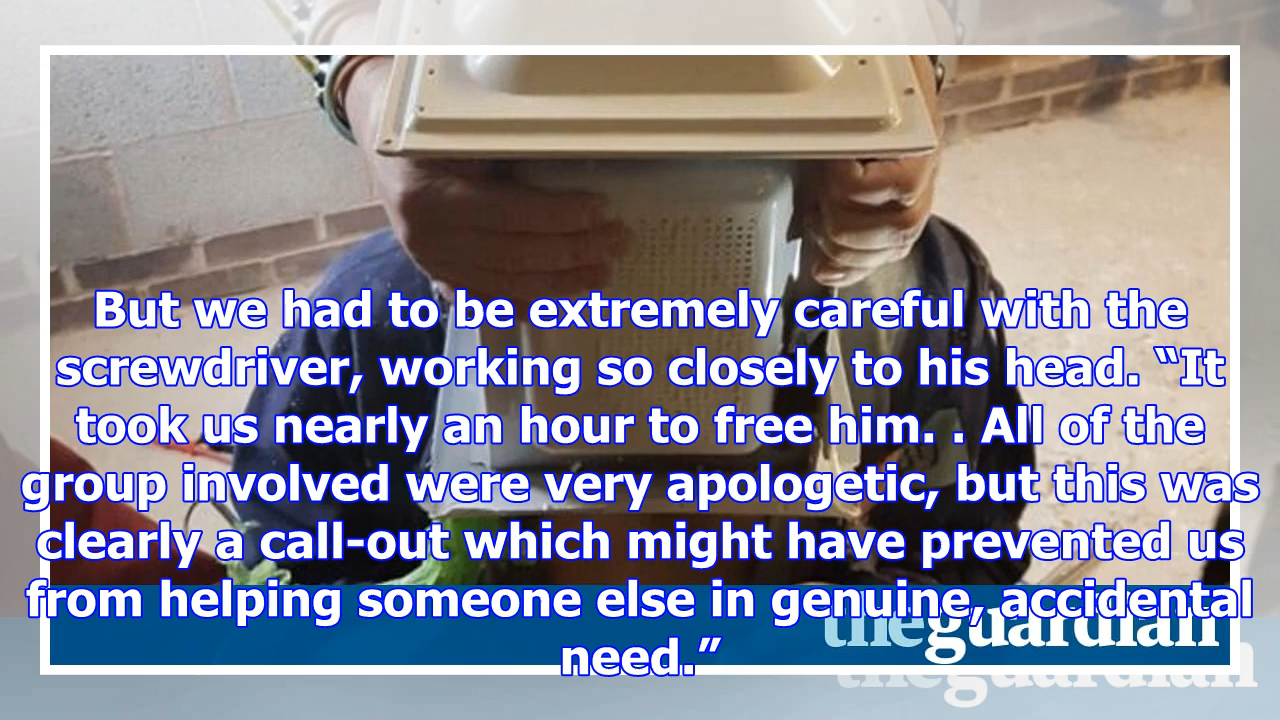 But we had to be extremely careful with the
screwdriver, working so closely to his head. “It
took us nearly an hour to free him. . All of the
group involved were very apologetic, but this was
clearly a call-out which might have prevented us
from helping someone else in genuine, accidental
need.”
theguardian
theguardian